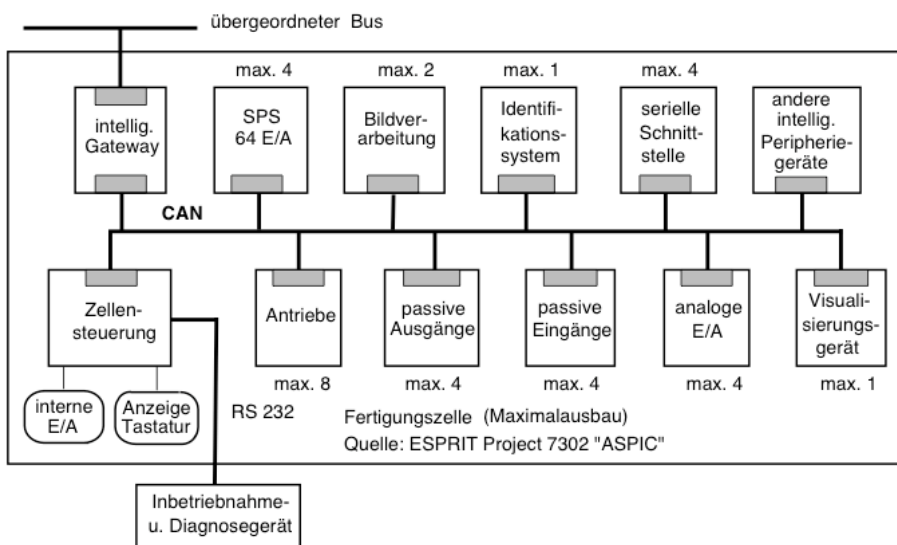 übergeordneter Bus
max. 4
max. 2
max. 1
max. 4
intellig.
Gateway
SPS
64 E/A
Bildver-
arbeitung
Identifi-
kations-
system
serielle
Schnitt-
stelle
andere
intellig.
Peripherie-
geräte
CAN
Zellen-
steuerung
Antriebe
passive
Ausgänge
passive
Eingänge
analoge
E/A
Visuali-
sierungs-
gerät
max. 8
max. 4
max. 4
max. 4
max. 1
interne
E/A
Anzeige
Tastatur
RS 232
Fertigungszelle (Maximalausbau)
Quelle: ESPRIT Project 7302 "ASPIC"
Inbetriebnahme-
u. Diagnosegerät